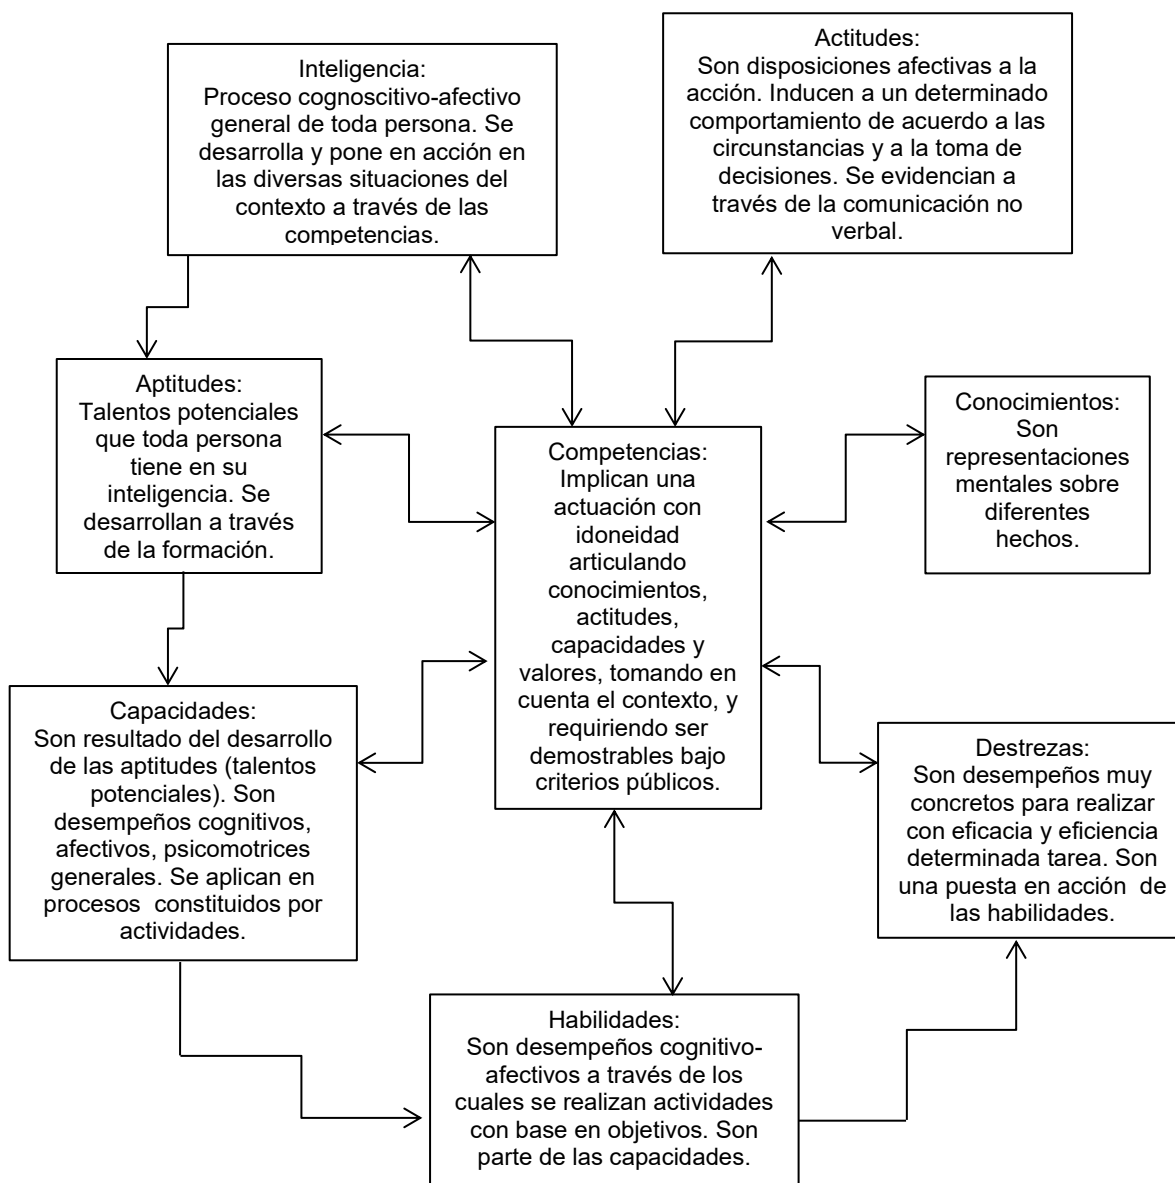 Inteligencia:
Proceso cognoscitivo-afectivo
general de toda persona. Se
desarrolla y pone en acción en
las diversas situaciones del
contexto a través de las
competencias.
Actitudes:
Son disposiciones afectivas a la
acción. Inducen a un determinado
comportamiento de acuerdo a las
circunstancias y a la toma de
decisiones. Se evidencian a
través de la comunicación no
verbal.
Aptitudes:
Talentos potenciales
que toda persona
tiene en su
inteligencia. Se
desarrollan a través
de la formación.
Competencias:
Implican una
actuación con
idoneidad
articulando
conocimientos,
actitudes,
capacidades y
valores, tomando en
cuenta el contexto, y
requiriendo ser
demostrables bajo
criterios públicos.
Conocimientos:
Son
representaciones
mentales sobre
diferentes
hechos.
Capacidades:
Son resultado del desarrollo
de las aptitudes (talentos
potenciales). Son
desempeños cognitivos,
afectivos, psicomotrices
generales. Se aplican en
procesos constituidos por
actividades.
Destrezas:
Son desempeños muy
concretos para realizar
con eficacia y eficiencia
determinada tarea. Son
una puesta en acción de
las habilidades.
Habilidades:
Son desempeños cognitivo-
afectivos a través de los
cuales se realizan actividades
con base en objetivos. Son
parte de las capacidades.